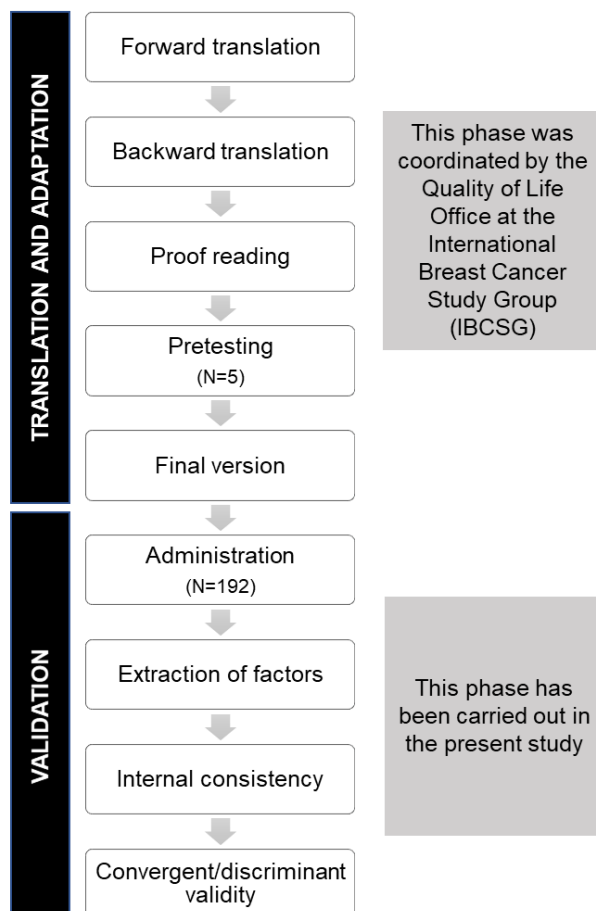 TRANSLATION AND ADAPTATION
Forward translation
Backward translation
Proof reading
Pretesting
(N=5)
Final version
This phase was
coordinated by the
Quality of Life
Office at the
International
Breast Cancer
Study Group
(IBCSG)
VALIDATION
Administration
(N=192)
Extraction of factors
Internal consistency
Convergent/discriminant
validity
This phase has
been carried out in
the present study